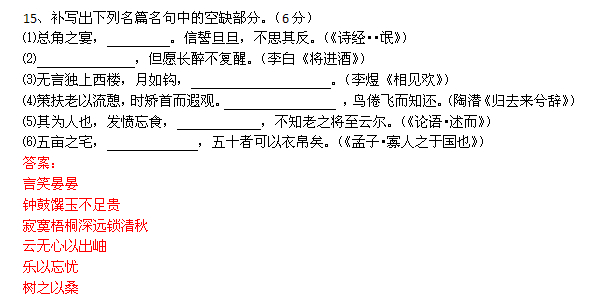 15、补写出下列名篇名句中的空缺部分。（6分）
⑴总角之宴，________。信誓旦旦，不思其反。（《诗经··氓》）
⑵____________，但愿长醉不复醒。（李白《将进酒》）
⑶无言独上西楼，月如钩，____________________。（李煜《相见欢》）
⑷策扶老以流憩，时矫首而遐观。______________，鸟倦飞而知还。（陶潜《归去来兮辞》）
⑸其为人也，发愤忘食，__________，不知老之将至云尔。（《论语·述而》）
⑹五亩之宅，___________，五十者可以衣帛矣。（《孟子·寡人之于国也》）
答案：
言笑晏晏
钟鼓馔玉不足贵
寂寞梧桐深远锁清秋
云无心以出岫
乐以忘忧
树之以桑